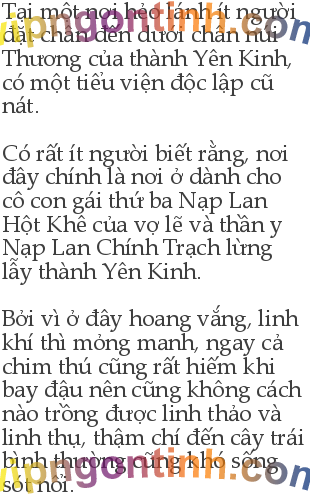 Tại một nơi hẻo lánh ít người
đặt chân đến dưới chân núi
Thương của thành Yên Kinh,
có một tiểu viện độc lập cũ
nát.
Có rất ít người biết rằng, nơi
đây chính là nơi ở dành cho
cô con gái thứ ba Nạp Lan
Hột Khê của vợ lẽ và thần y
Nạp Lan Chính Trạch lừng
lẫy thành Yên Kinh.
Bởi vì ở đây hoang vắng, linh
khí thì mỏng manh, ngay cả
chim thú cũng rất hiếm khi
bay đậu nên cũng không cách
nào trồng được linh thảo và
linh thụ, thậm chí đến cây trái
bình thường cũng khó sống
sót nổi.